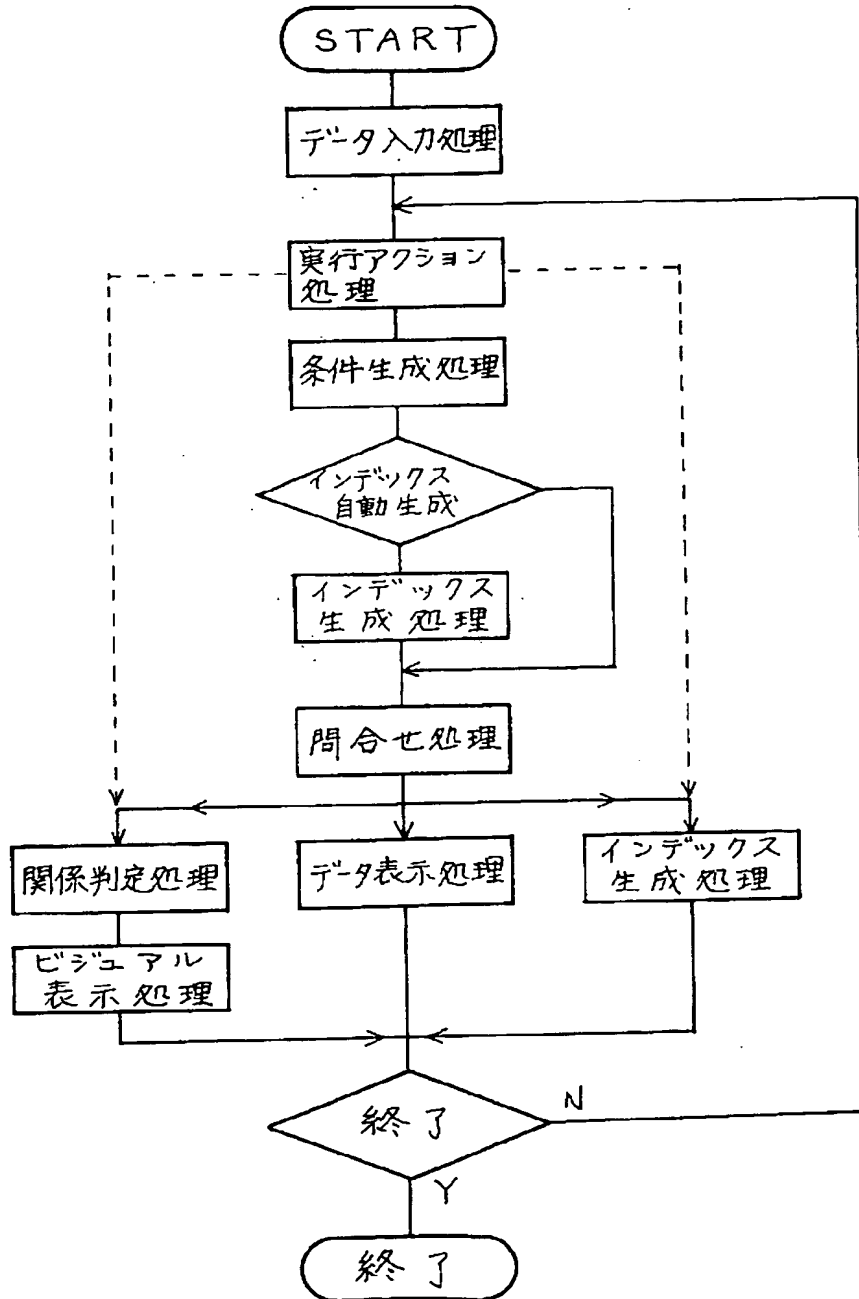 START
データ入力処理
実行アクション
処理
条件生成処理
インデックス
自動生成
インデックス
生成処理
問合せ処理
関係判定処理
データ表示処理
インデックス
生成処理
ビジュアル
表示処理
終了
N
Y
終了